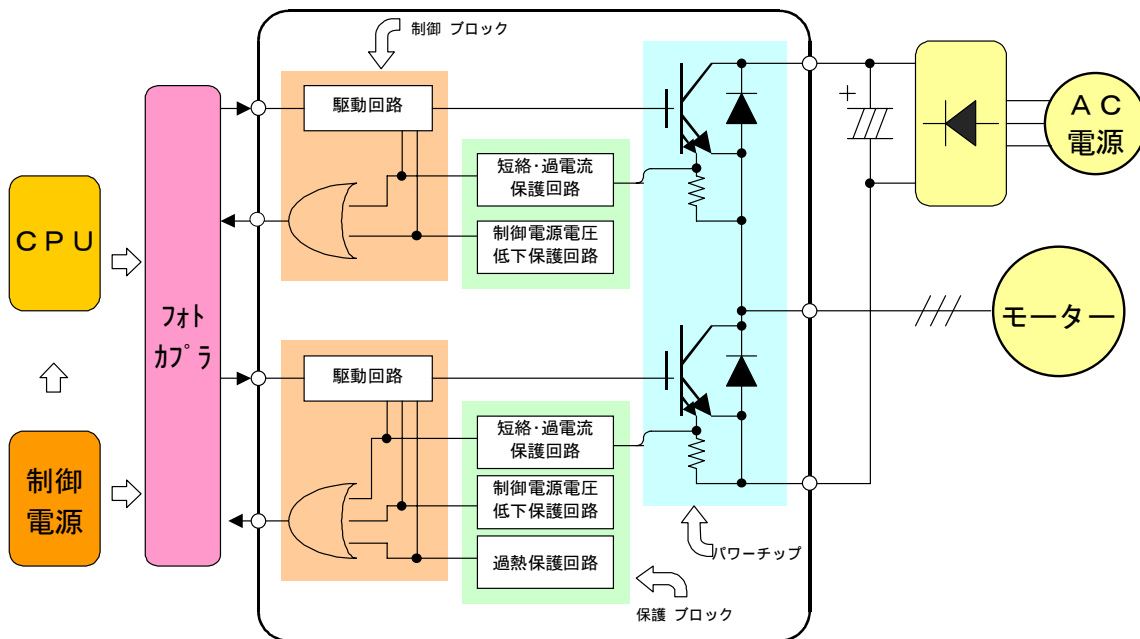 制御 ブロック
駆動回路
短絡・過電流
保護回路
制御電源電圧
低下保護回路
+
ＡＣ
電源
ＣＰＵ
ﾌｫﾄ
ｶﾌﾟﾗ
モーター
駆動回路
短絡・過電流
保護回路
制御電源電圧
低下保護回路
過熱保護回路
制御
電源
パワーチップ
保護 ブロック